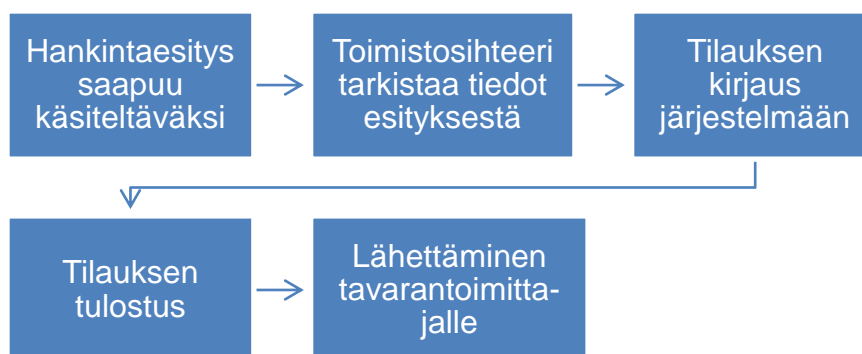 Hankintaesitys
saapuu
käsiteltäväksi
Toimistosihteeri
tarkistaa tiedot
esityksestä
Tilauksen
kirjaus
järjestelmään
Tilauksen
tulostus
Lähettäminen
tavarantoimitta-
jalle